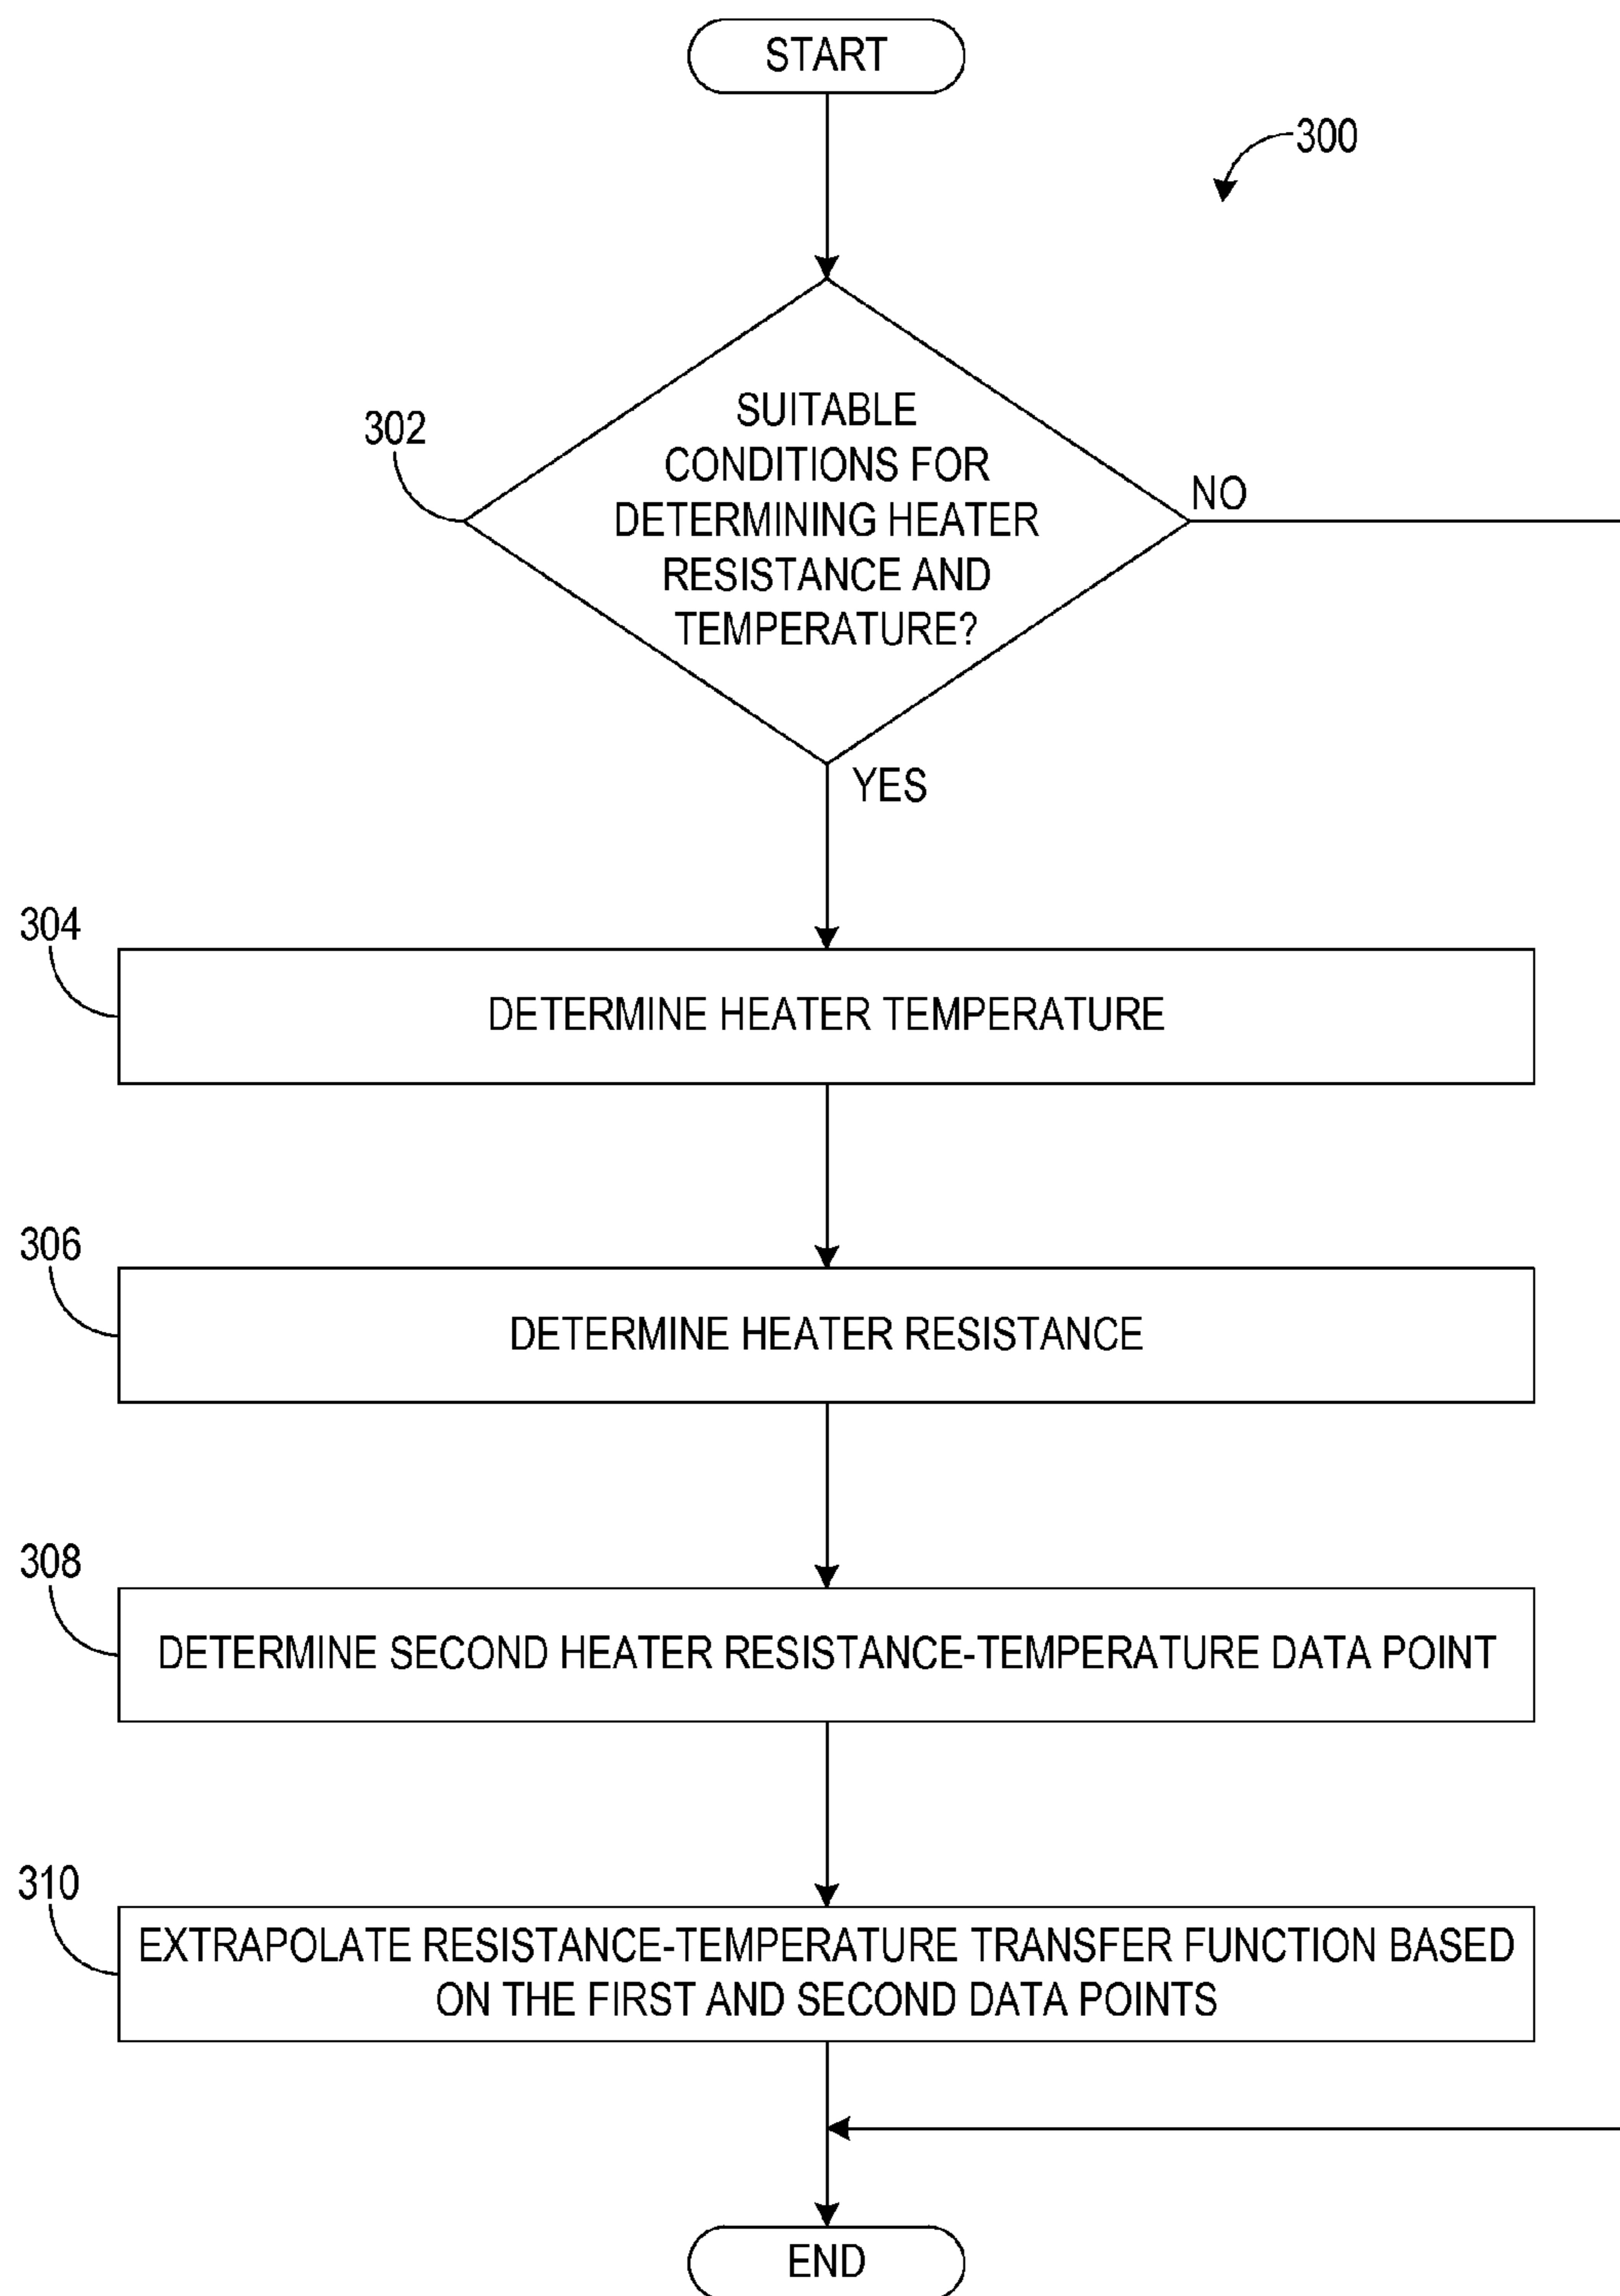 START
300
302
SUITABLE
CONDITIONS FOR
DETERMINING HEATER
RESISTANCE AND
TEMPERATURE?
NO
YES
304
DETERMINE HEATER TEMPERATURE
306
DETERMINE HEATER RESISTANCE
308
DETERMINE SECOND HEATER RESISTANCE-TEMPERATURE DATA POINT
310
EXTRAPOLATE RESISTANCE-TEMPERATURE TRANSFER FUNCTION BASED
ON THE FIRST AND SECOND DATA POINTS
END